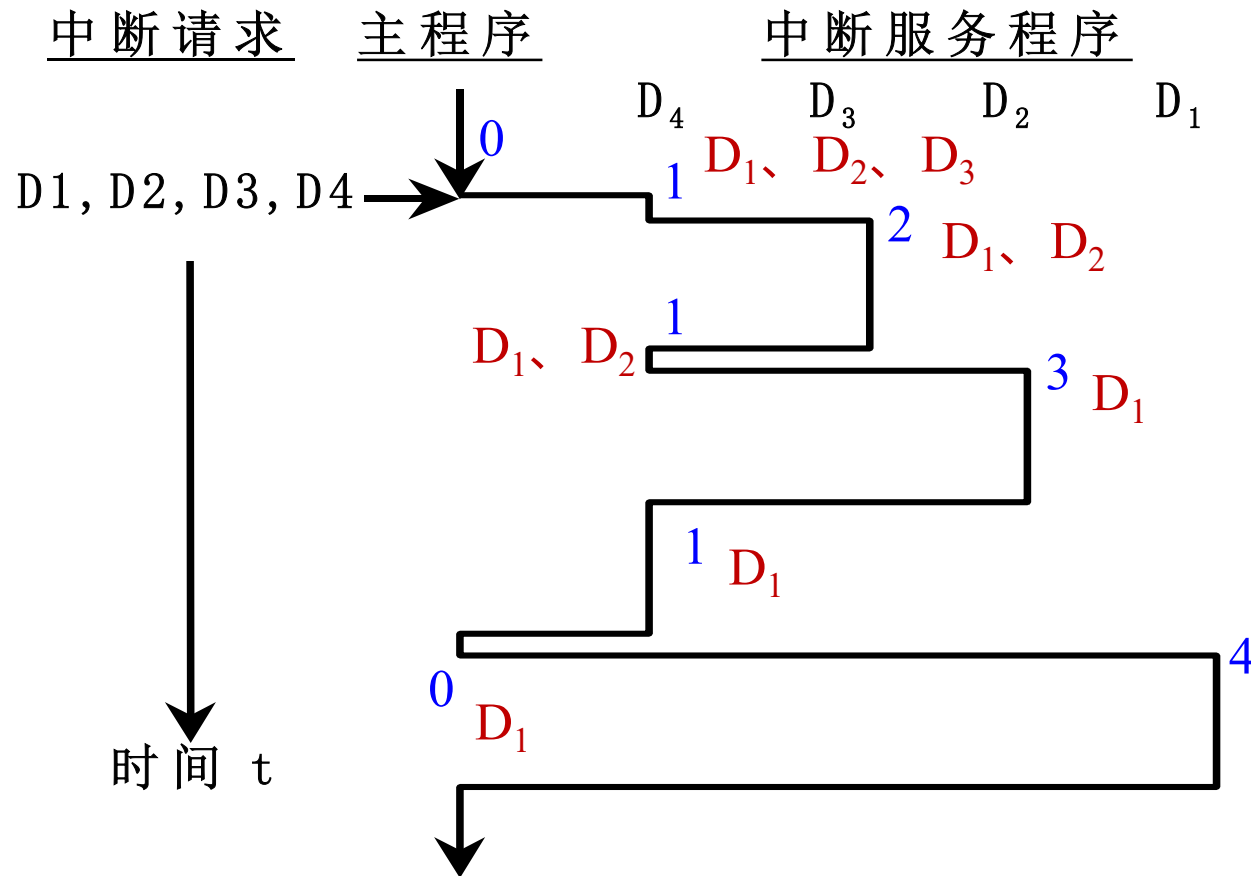 中断请求 主程序 中断服务程序
D₄ D₃ D₂ D₁
0
D₁、D₂、D₃
D1,D2,D3,D4
1
2
D₁、D₂
1
D₁、D₂
3
D₁
1
D₁
4
0
D₁
时间 t